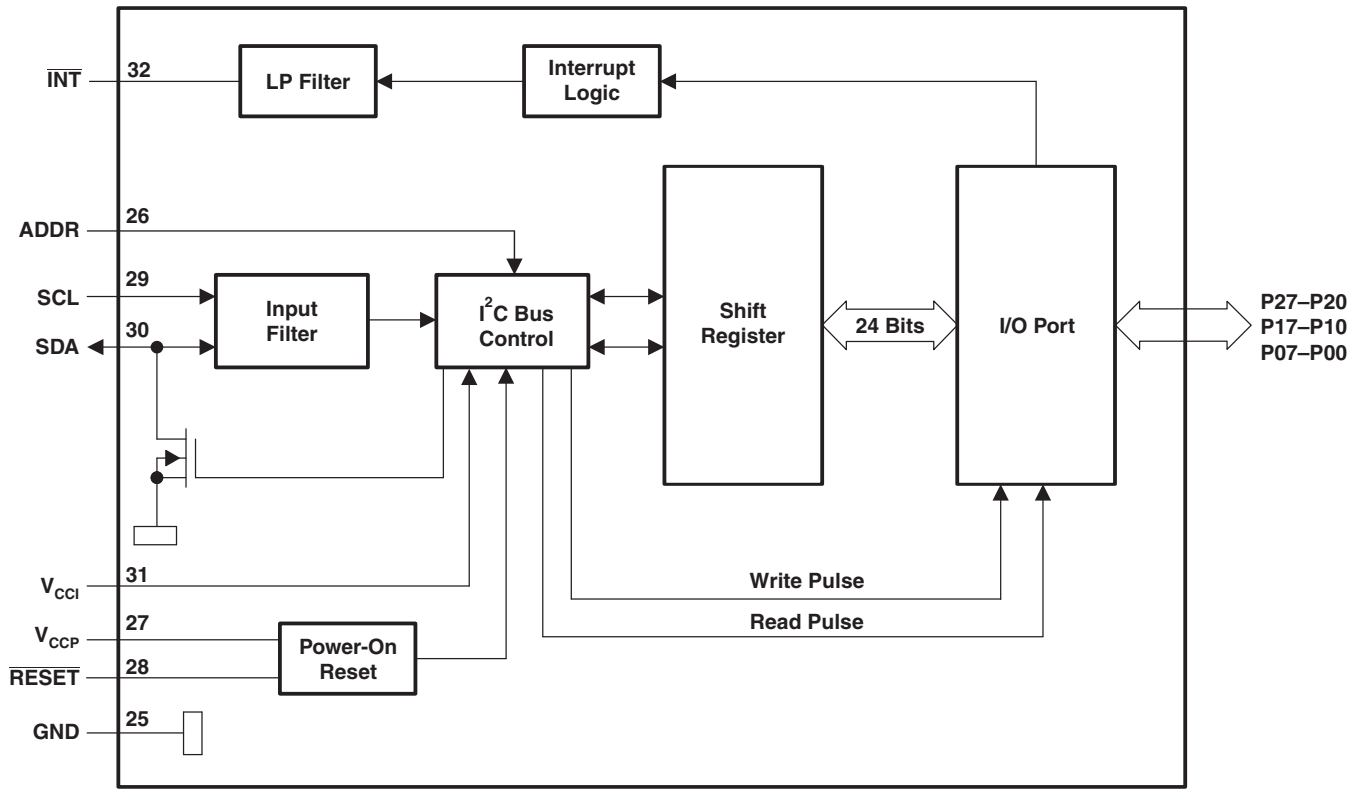 INT
32
LP Filter
Interrupt
Logic
ADDR
26
SCL
29
SDA
30
Input
Filter
I²C Bus
Control
Shift
Register
24 Bits
I/O Port
P27–P20
P17–P10
P07–P00
VCCI
31
Write Pulse
VCCP
27
Read Pulse
RESET
28
Power-On
Reset
GND
25